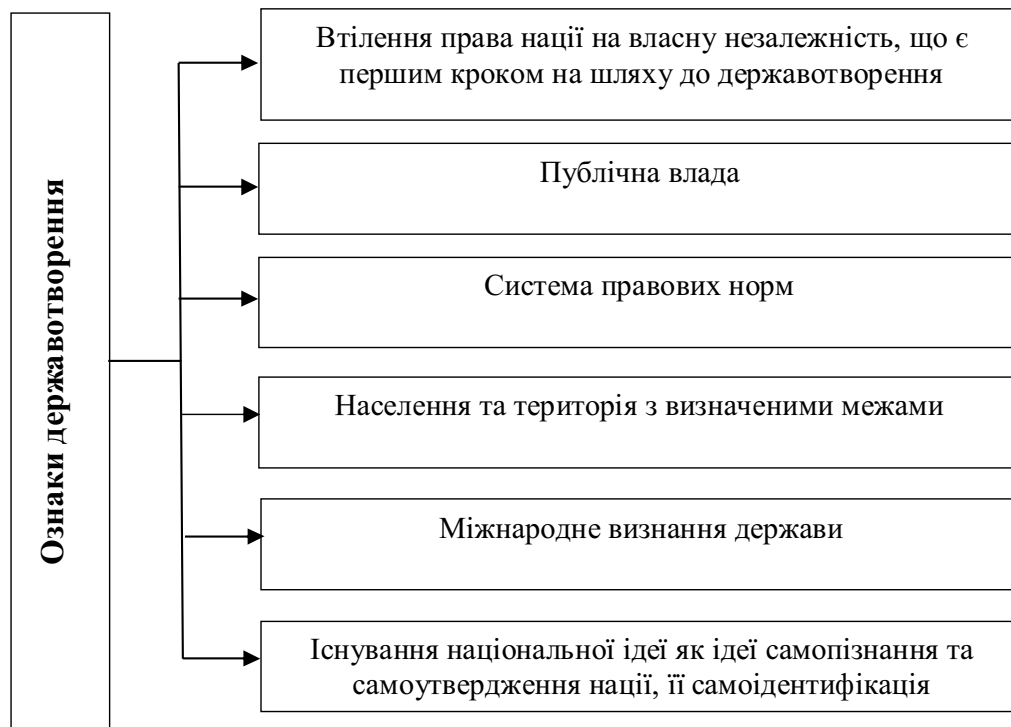 Ознаки державотворення
Втілення права нації на власну незалежність, що є
першим кроком на шляху до державотворення
Публічна влада
Система правових норм
Населення та територія з визначеними межами
Міжнародне визнання держави
Існування національної ідеї як ідеї самопізнання та
самоутвердження нації, її самоідентифікація